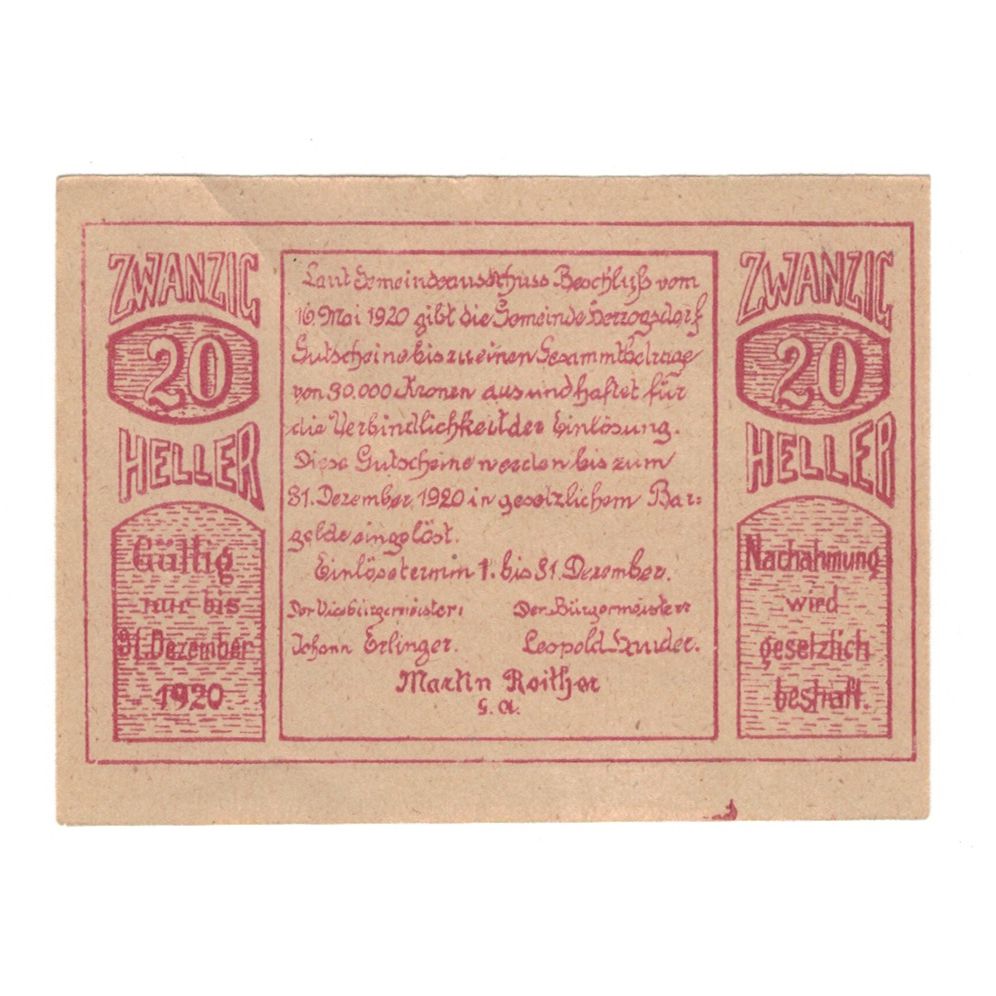 ZWANZIG
20
HELLER
Gültig
nur bis
31. Dezember
1920
Laut Gemeindeausschuss Beschluß vom
16. Mai 1920 gibt die Gemeinde Herzogsdorf
Gutscheine bis zu einen Gesammtbetrage
von 30.000 Kronen aus und haftet für
die Verbindlichkeit der Einlösung.
Diese Gutscheine werden bis zum
31. Dezember 1920 in gesetzlichem Bar=
gelde eingelöst.
Einlösetermin 1. bis 31. Dezember.
Der Vizebürgermeister: Der Bürgermeister
Johann Erlinger. Leopold
Martin Reither
G. A.
ZWANZIG
20
HELLER
Nachahmung
wird
gesetzlich
bestraft.